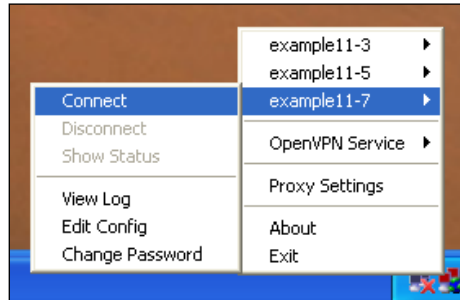 example11-3
example11-5
example11-7
OpenVPN Service
Proxy Settings
About
Exit
Connect
Disconnect
Show Status
View Log
Edit Config
Change Password